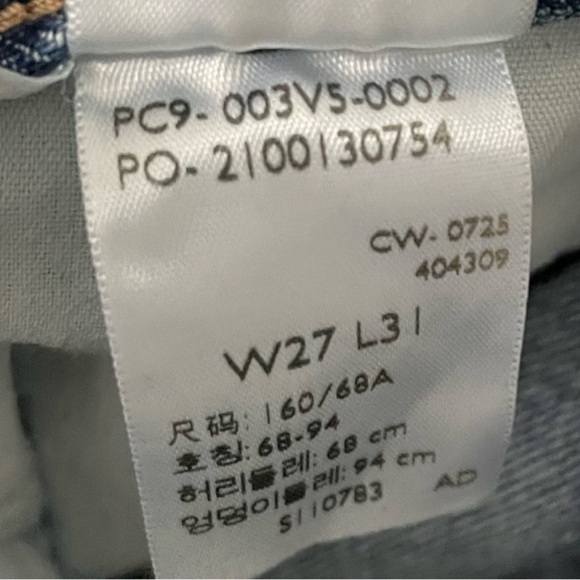 PC9-003V5-0002
PO-2100130754
CW-0725
404309
W27 L31
尺码: 160/68A
호칭: 68-94
허리둘레: 68 cm
엉덩이둘레: 94 cm
S110783 AD